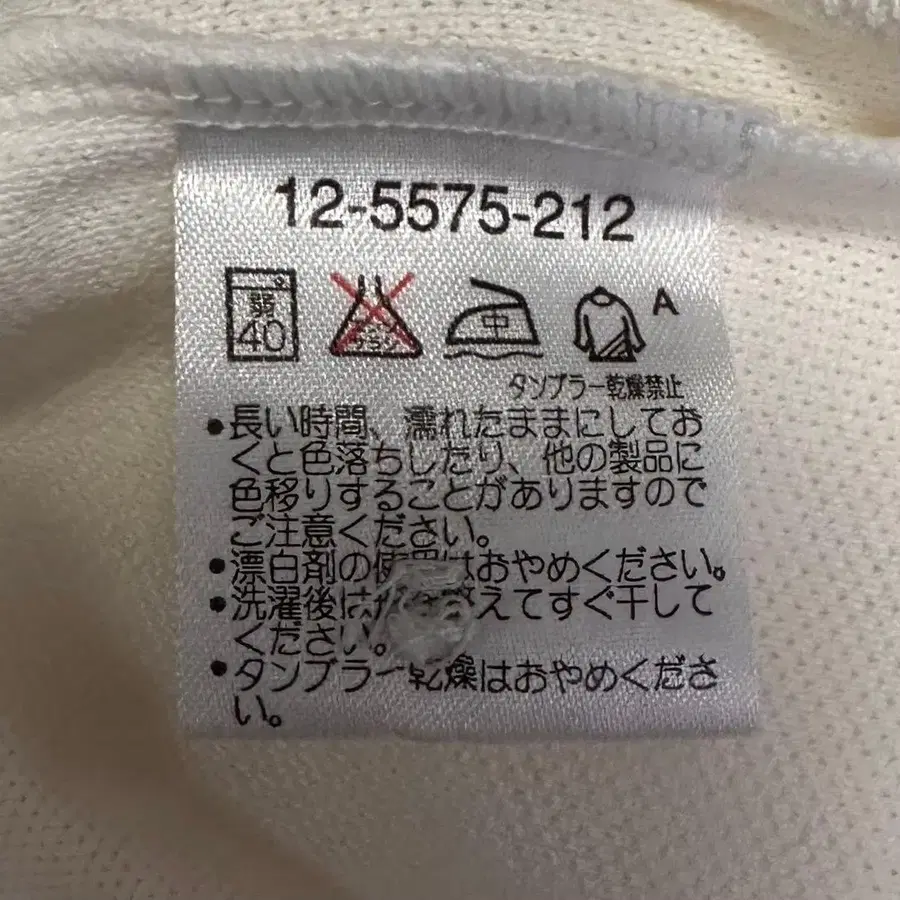 12-5575-212
弱
40
エンソサラシ
中
A
タンブラー乾燥禁止
●長い時間、濡れたままにしてお
くと色落ちしたり、他の製品に
色移りすることがありますので
ご注意ください。
●漂白剤の使用はおやめください。
●洗濯後は えてすぐ干して
ください。
●タンブラー乾燥はおやめくださ
い。